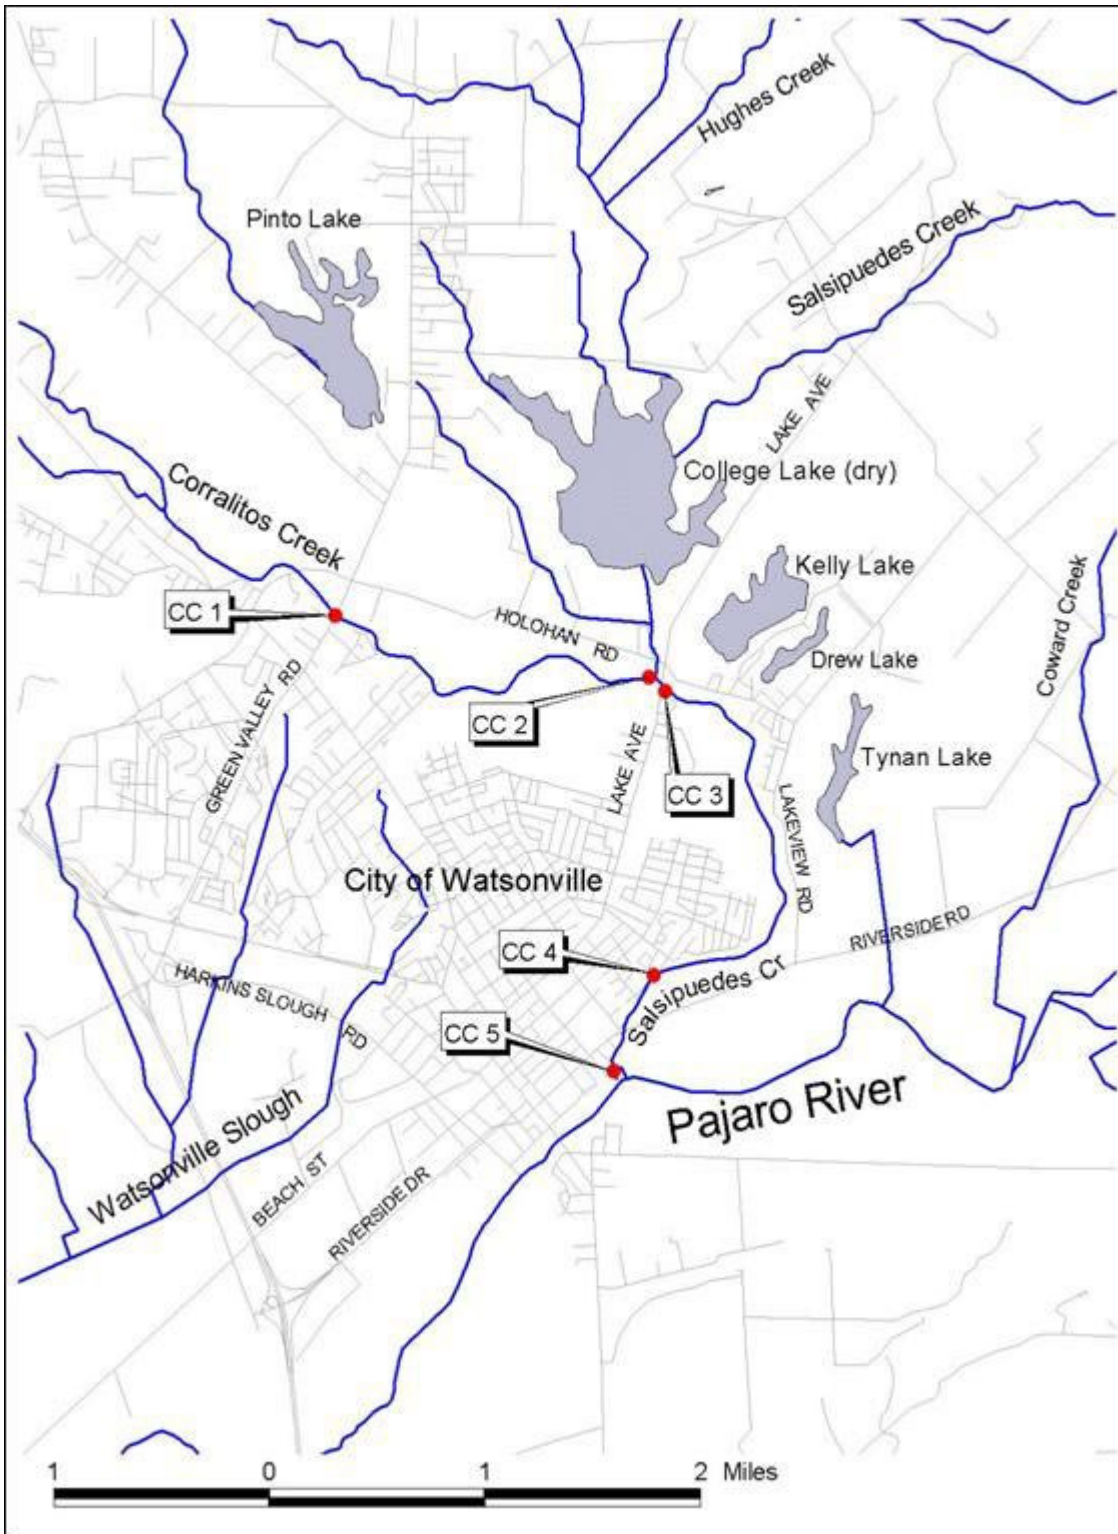 Hughes Creek
Pinto Lake
Salsipuedes Creek
LAKE AVE
College Lake (dry)
Corralitos Creek
Kelly Lake
CC 1
HOLOHAN RD
Drew Lake
Coward Creek
GREEN VALLEY RD
CC 2
LAKE AVE
CC 3
Tynan Lake
LAKEVIEW RD
City of Watsonville
RIVERSIDE RD
CC 4
HARKINS SLOUGH RD
Salsipuedes Cr
CC 5
Pajaro River
Watsonville Slough
BEACH ST
RIVERSIDE DR
1 0 1 2 Miles